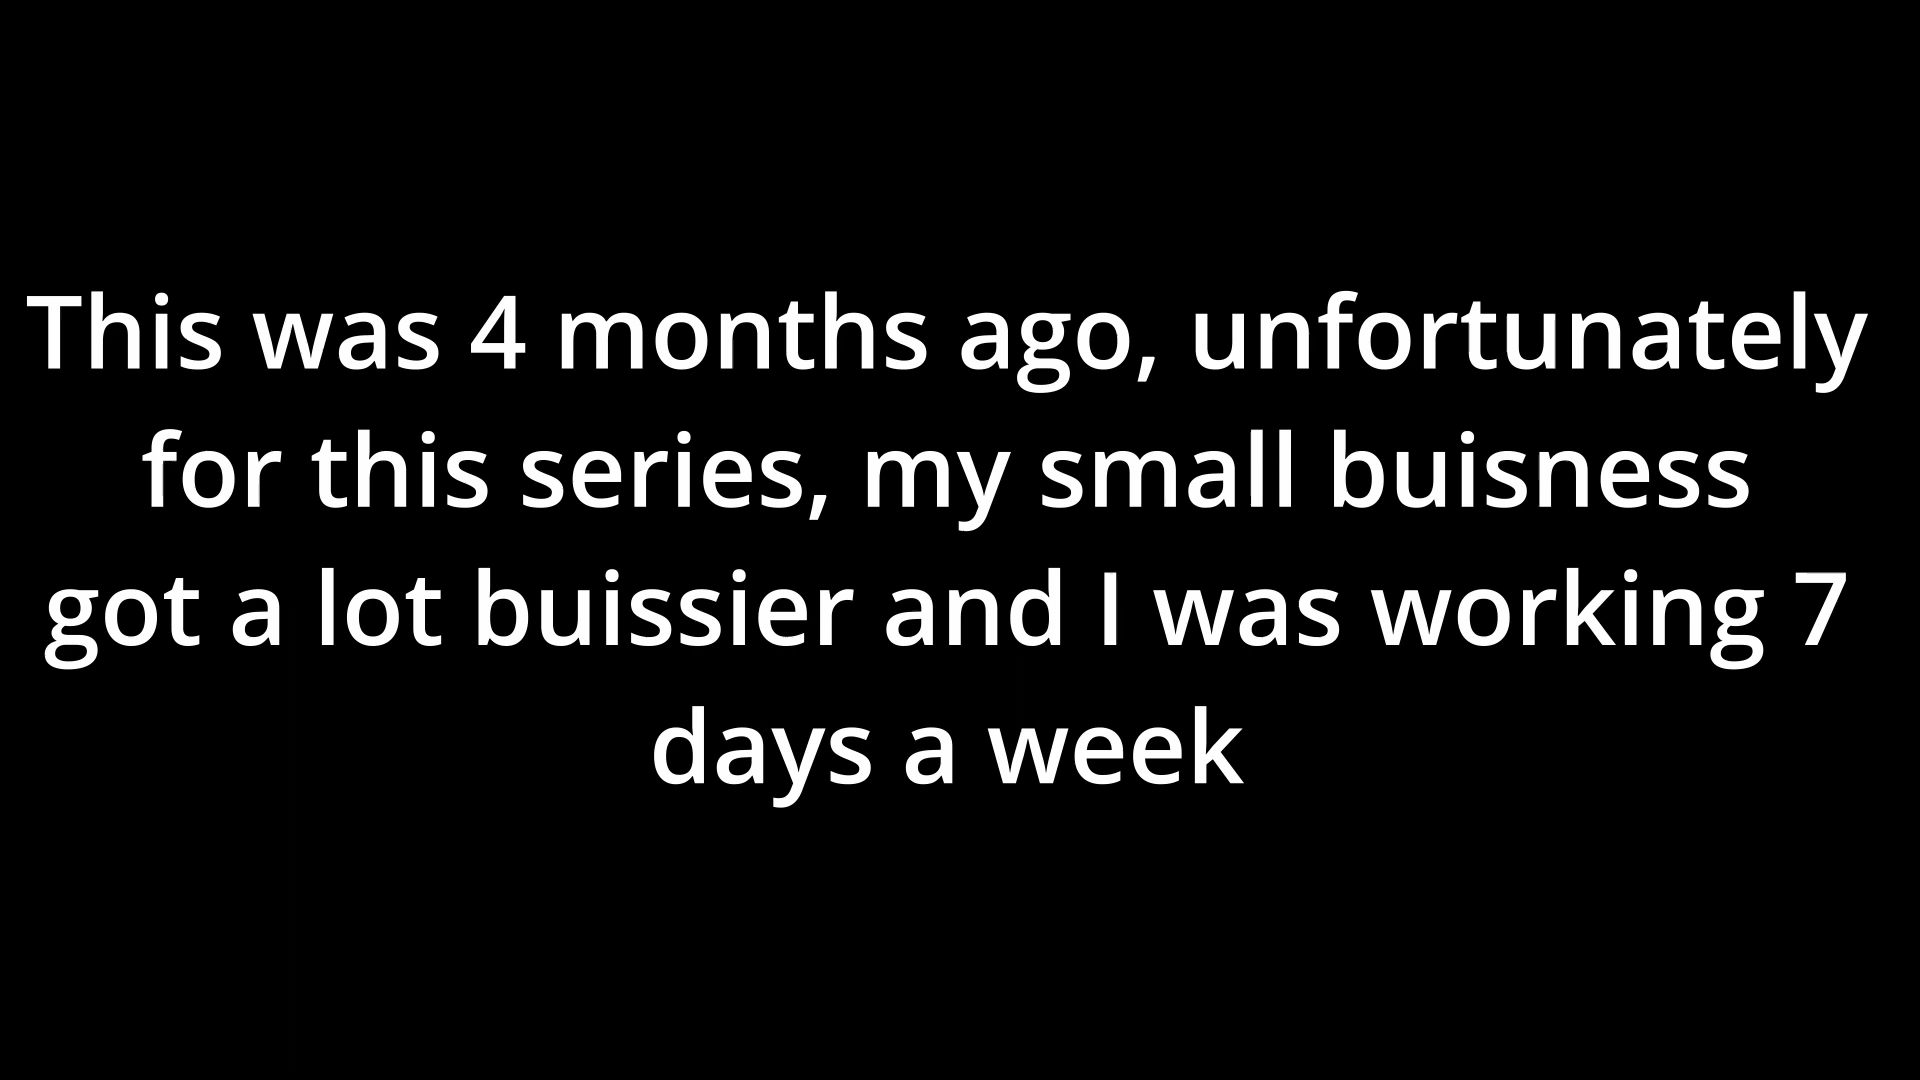 This was 4 months ago, unfortunately
for this series, my small buisness
got a lot buissier and I was working 7
days a week